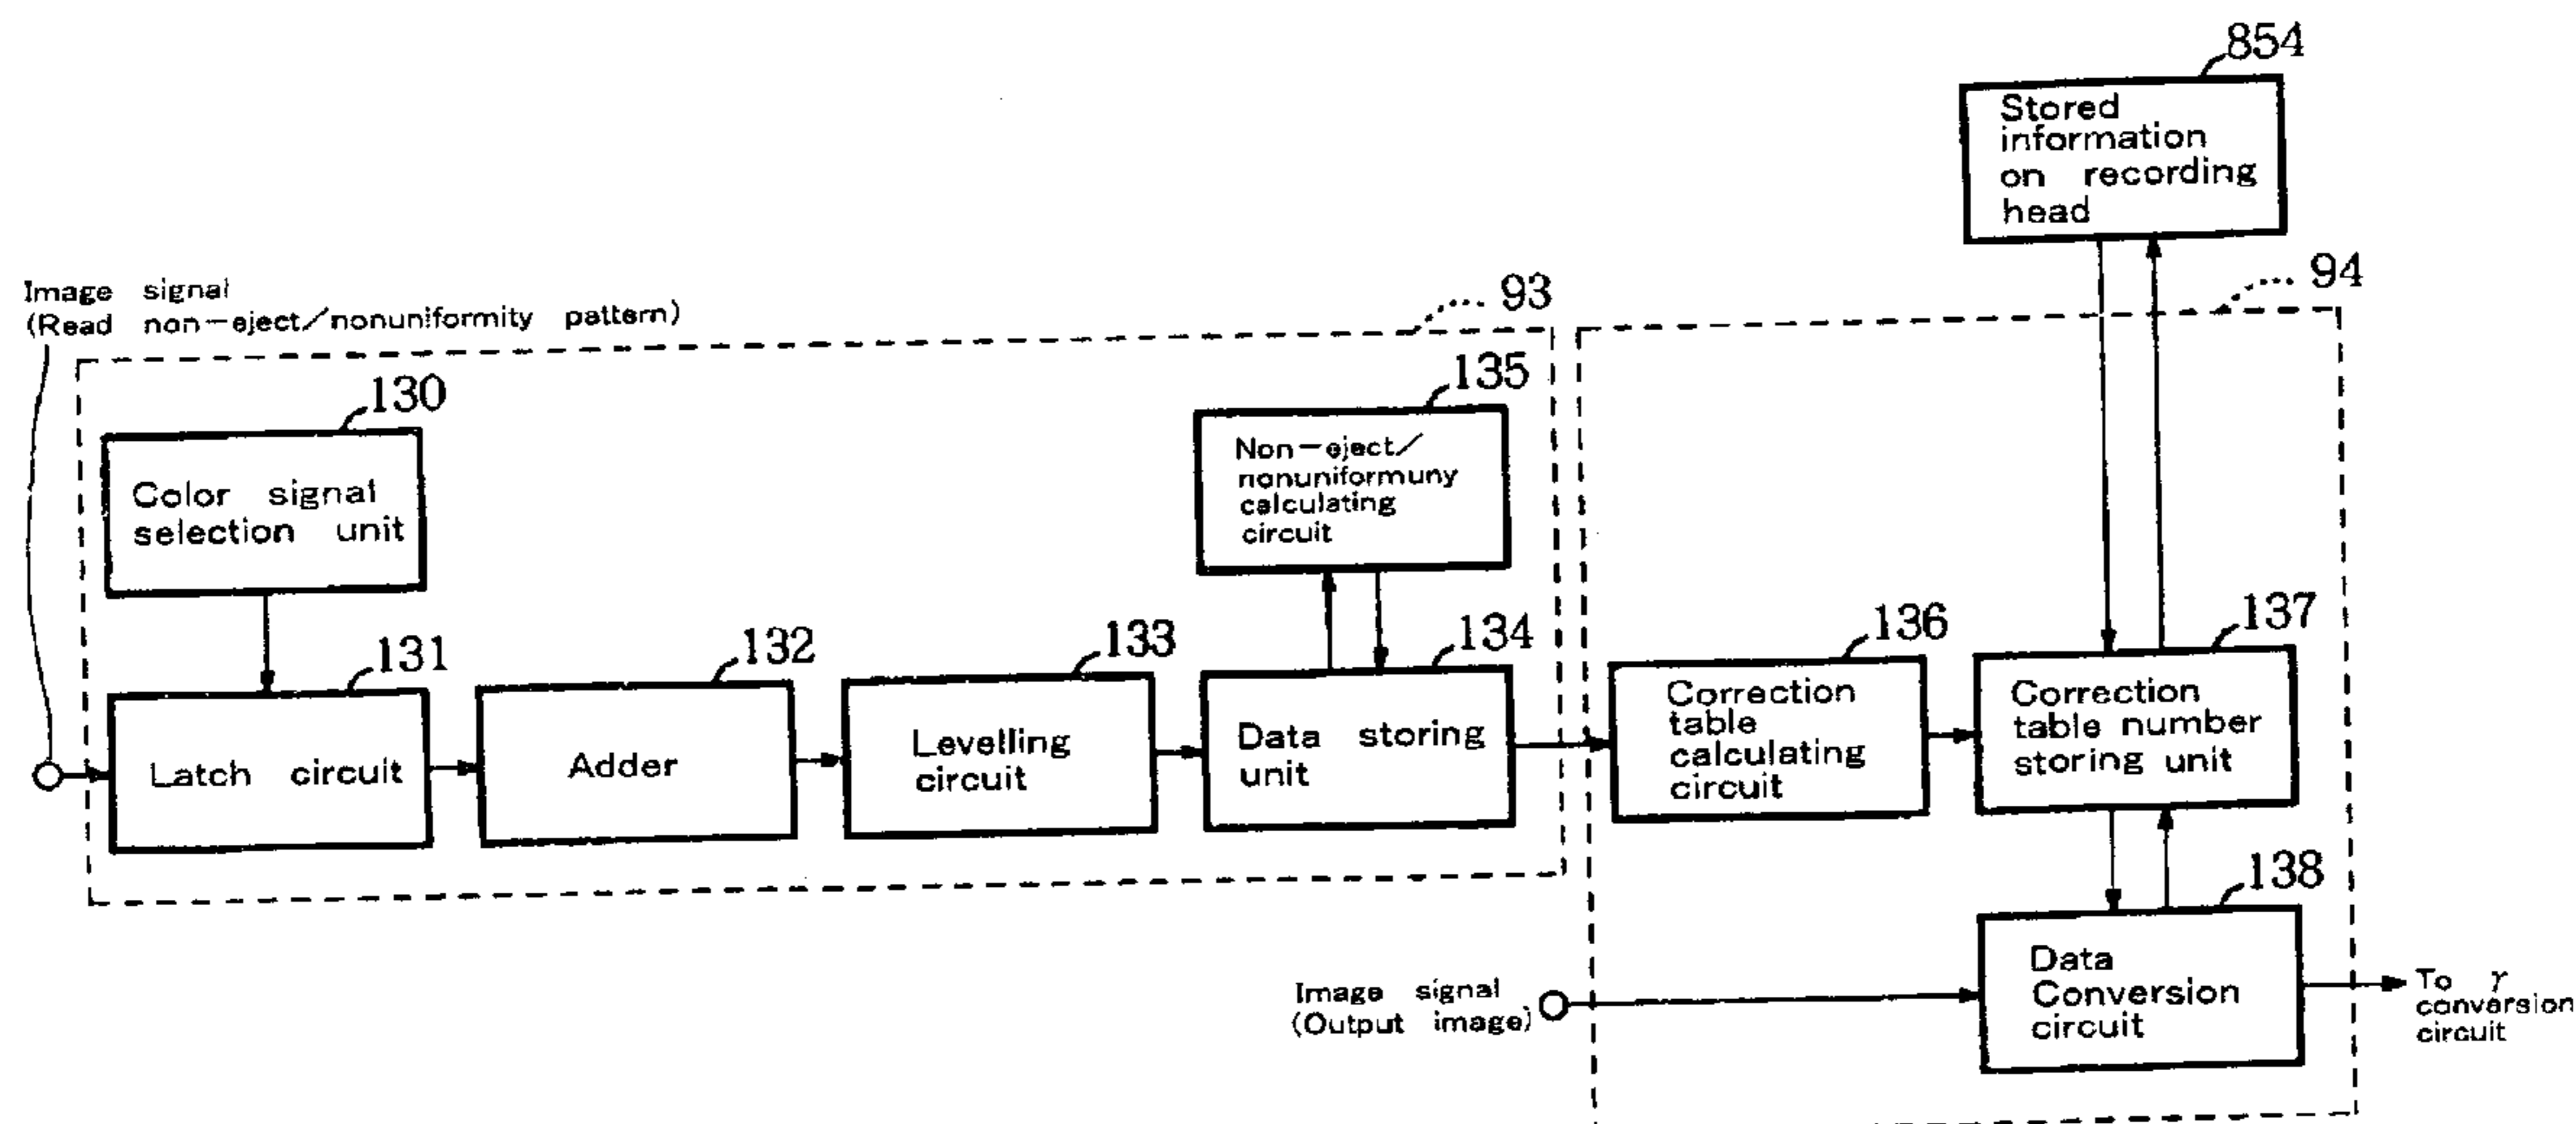 854
Stored
information
on recording
head
94
Image signal
(Read non-eject/nonuniformity pattern)
93
130
Color signal
selection unit
135
Non-eject/
nonuniformuny
calculating
circuit
131
Latch circuit
132
Adder
133
Levelling
circuit
134
Data storing
unit
136
Correction
table
calculating
circuit
137
Correction
table number
storing unit
138
Data
Conversion
circuit
Image signal
(Output image)
To γ
conversion
circuit